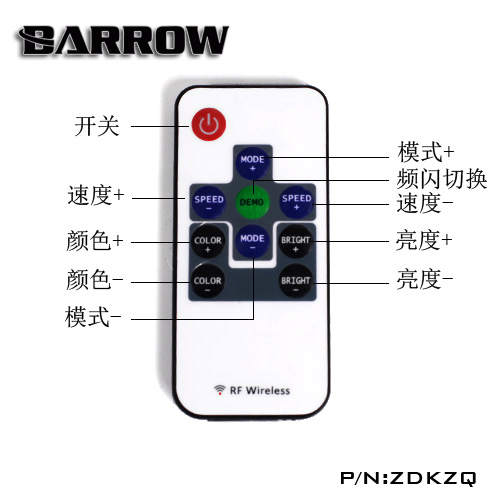 BARROW
开关
模式+
频闪切换
速度+
速度-
颜色+
亮度+
颜色-
亮度-
模式-
MODE
+
SPEED
-
DEMO
SPEED
+
COLOR
+
MODE
-
BRIGHT
+
COLOR
-
BRIGHT
-
RF Wireless
P/N:ZDKZQ